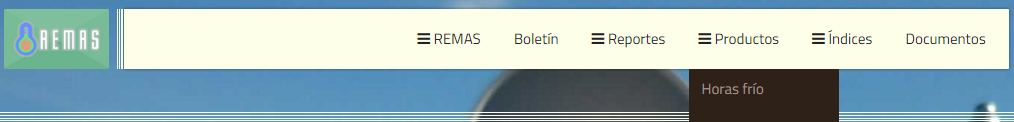 REMAS
REMAS Boletín Reportes Productos Índices Documentos
Horas frío